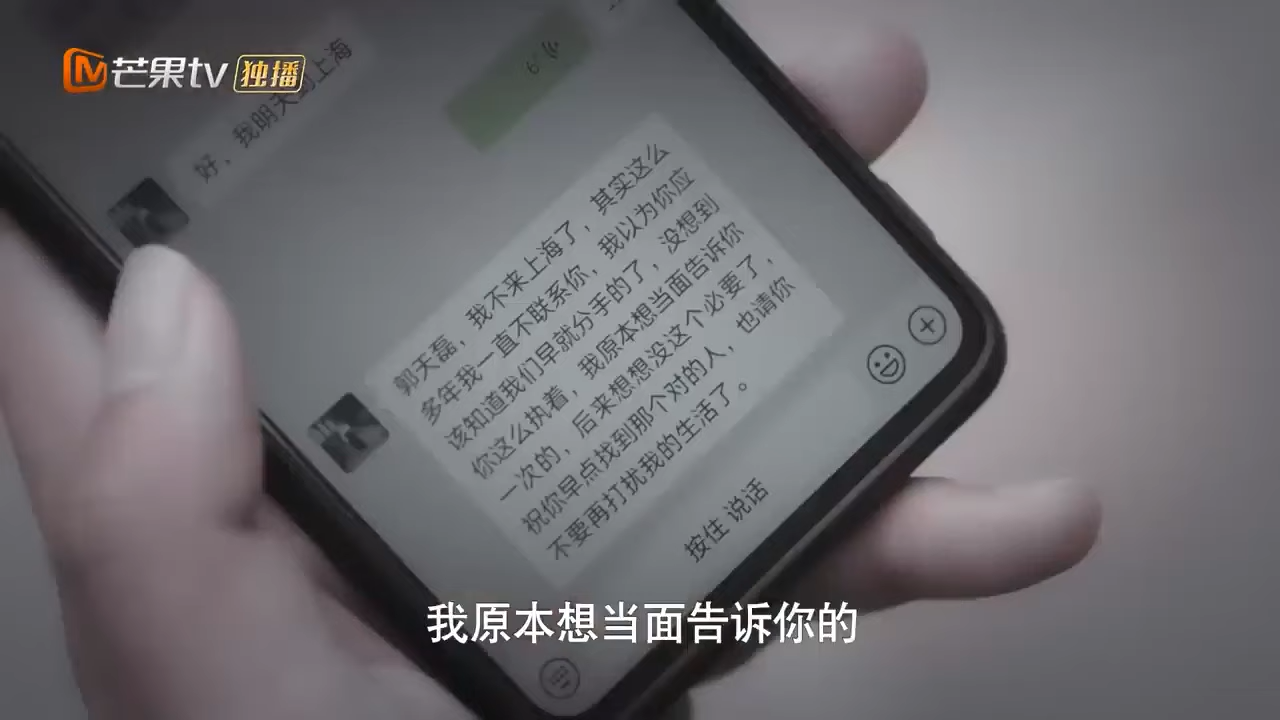 芒果tv 独播
好，我明天到上海
6"
郭天磊，我不来上海了，其实这么
多年我一直不联系你，我以为你应
该知道我们早就分手的了，没想到
你这么执着，我原本想当面告诉你
一次的，后来想想没这个必要了，
祝你早点找到那个对的人，也请你
不要再打扰我的生活了。
按住 说话
我原本想当面告诉你的